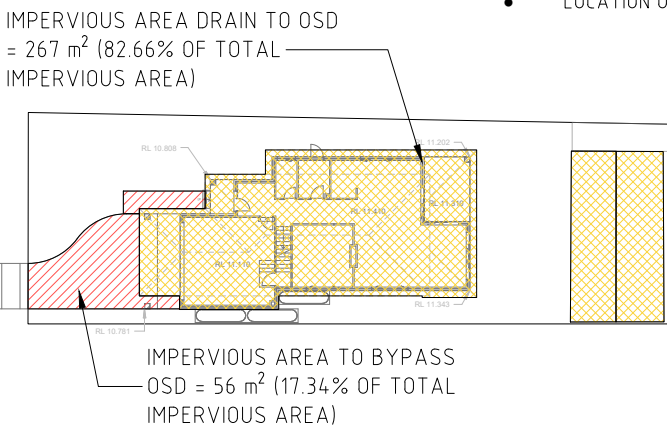 IMPERVIOUS AREA DRAIN TO OSD
= 267 m² (82.66% OF TOTAL
IMPERVIOUS AREA)
• LOCATION O
RL 10.808
RL 11.202
RL 11.310
RL 11.410
RL 11.110
RL 11.343
RL 10.781
IMPERVIOUS AREA TO BYPASS
OSD = 56 m² (17.34% OF TOTAL
IMPERVIOUS AREA)